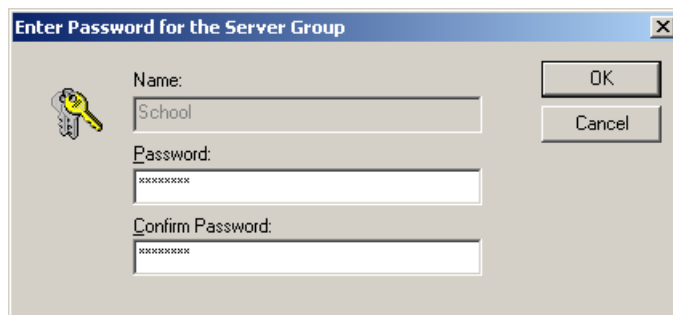 Enter Password for the Server Group
Name:
OK
School
Cancel
Password:
********
Confirm Password:
********